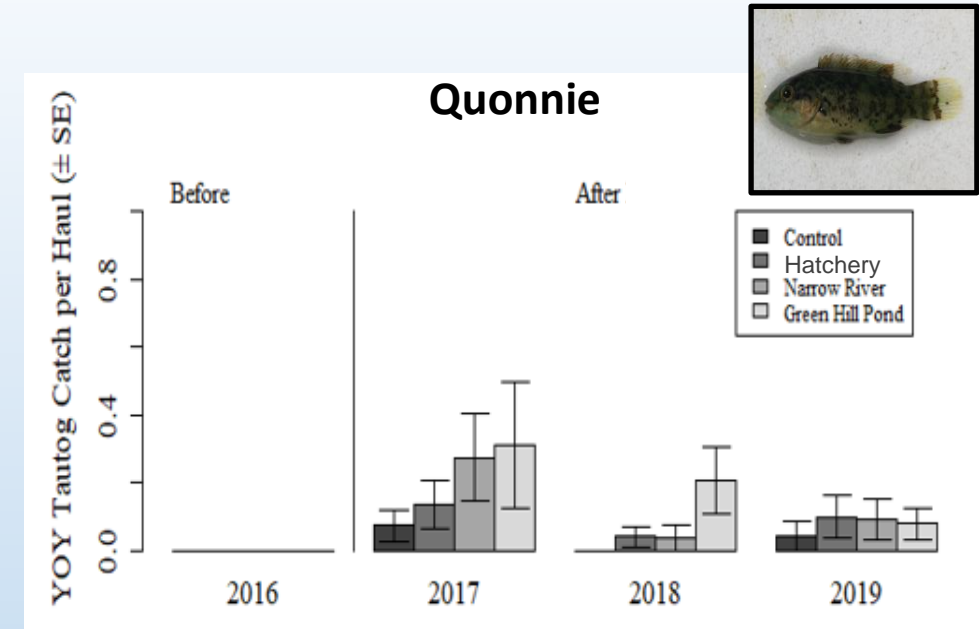 Quonnie
YOY Tautog Catch per Haul (± SE)
Before
After
Control
Hatchery
Narrow River
Green Hill Pond
0.8
0.4
0.0
2016
2017
2018
2019